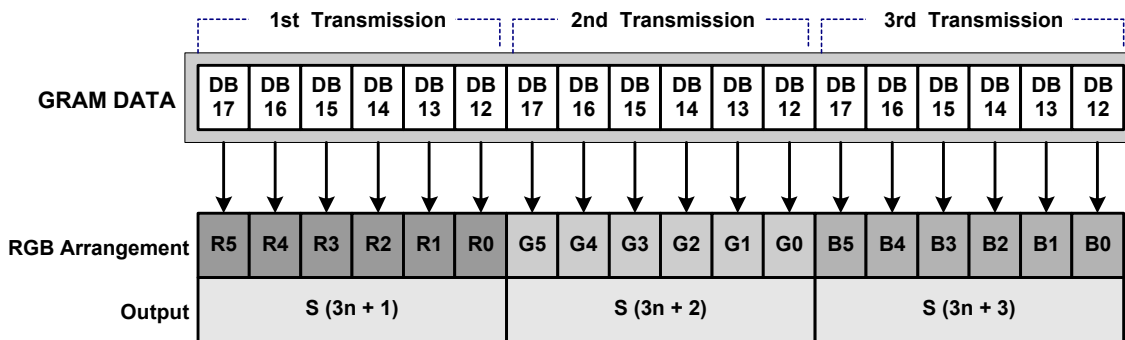 1st Transmission 2nd Transmission 3rd Transmission
GRAM DATA
DB 17 DB 16 DB 15 DB 14 DB 13 DB 12 DB 17 DB 16 DB 15 DB 14 DB 13 DB 12 DB 17 DB 16 DB 15 DB 14 DB 13 DB 12
RGB Arrangement R5 R4 R3 R2 R1 R0 G5 G4 G3 G2 G1 G0 B5 B4 B3 B2 B1 B0
Output S (3n + 1) S (3n + 2) S (3n + 3)